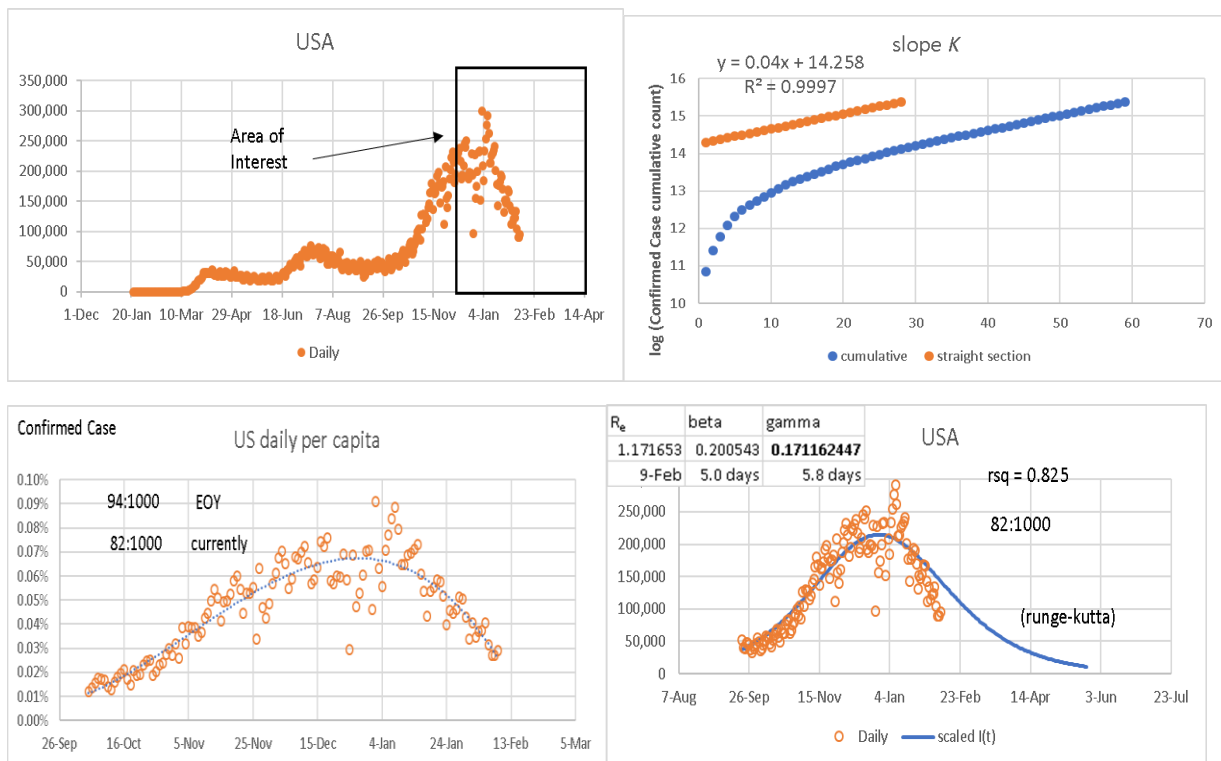 USA
350,000
300,000
250,000
200,000
150,000
100,000
50,000
0
Area of
Interest
1-Dec 20-Jan 10-Mar 29-Apr 18-Jun 7-Aug 26-Sep 15-Nov 4-Jan 23-Feb 14-Apr
Daily
slope K
y = 0.04x + 14.258
R² = 0.9997
log (Confirmed Case cumulative count)
16
15
14
13
12
11
10
0 10 20 30 40 50 60 70
cumulative straight section
Confirmed Case
US daily per capita
0.10%
0.09%
0.08%
0.07%
0.06%
0.05%
0.04%
0.03%
0.02%
0.01%
0.00%
94:1000 EOY
82:1000 currently
26-Sep 16-Oct 5-Nov 25-Nov 15-Dec 4-Jan 24-Jan 13-Feb 5-Mar
Re beta gamma
1.171653 0.200543 0.171162447
9-Feb 5.0 days 5.8 days
USA
rsq = 0.825
82:1000
(runge-kutta)
250,000
200,000
150,000
100,000
50,000
0
7-Aug 26-Sep 15-Nov 4-Jan 23-Feb 14-Apr 3-Jun 23-Jul
Daily scaled I(t)